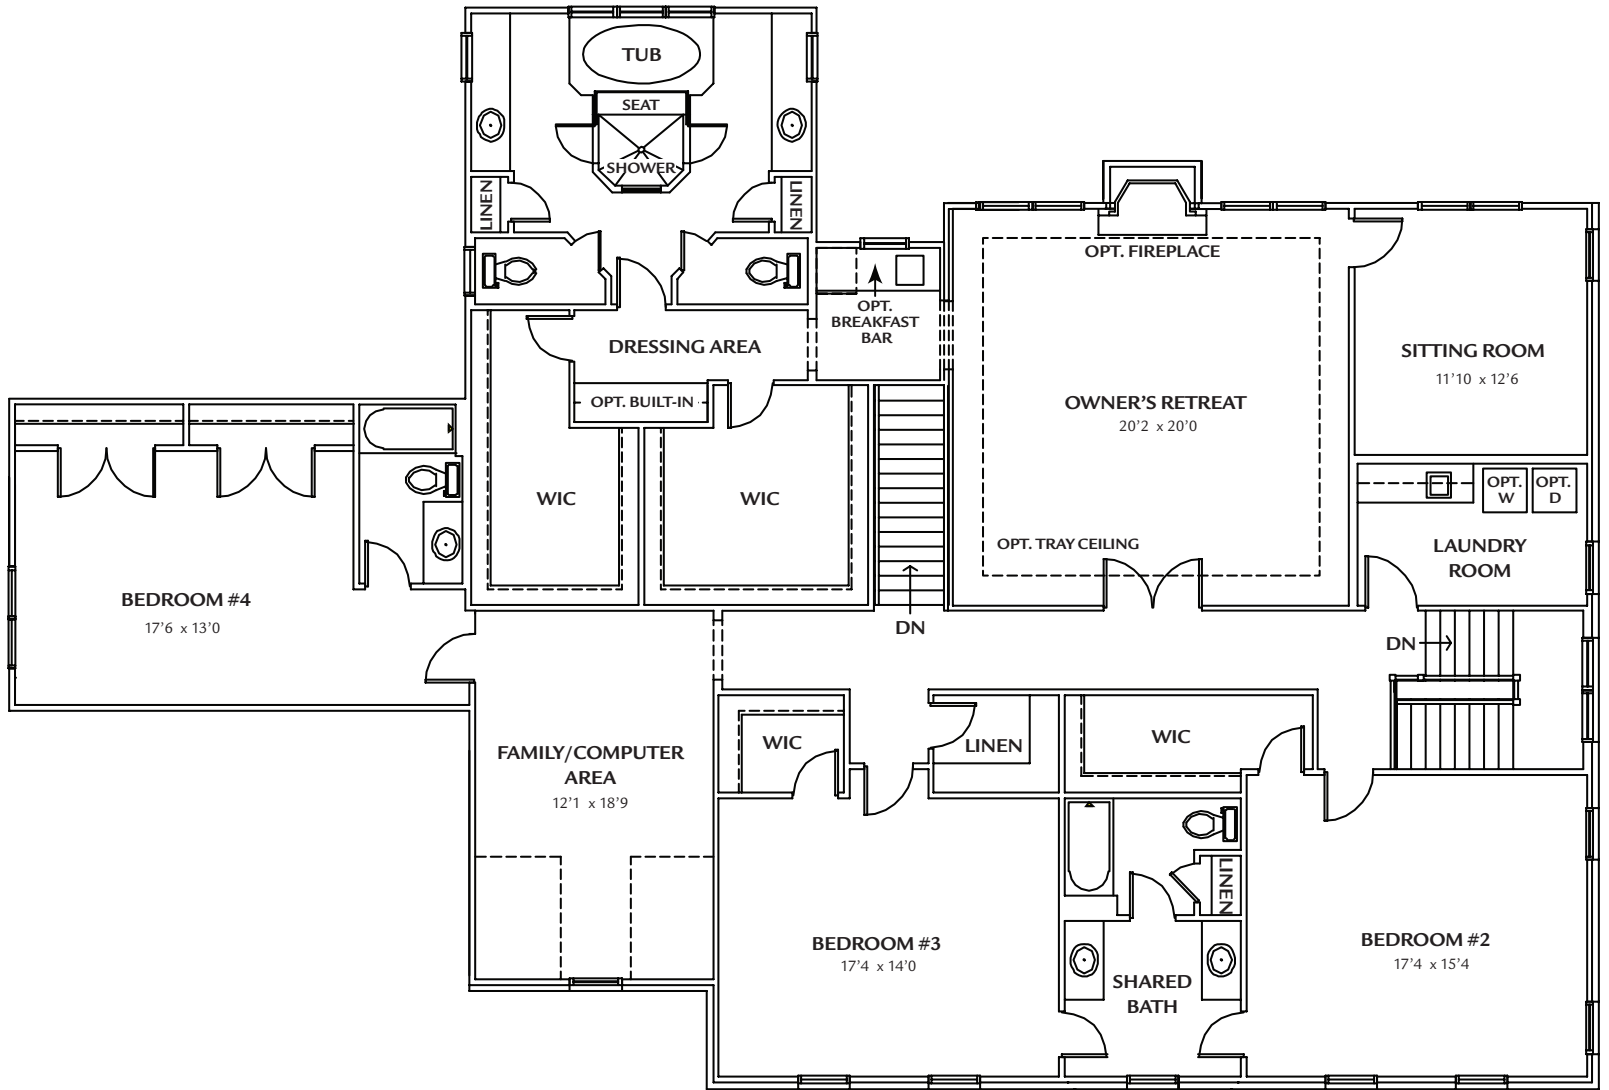 TUB
SEAT
SHOWER
LINEN
LINEN
OPT. FIREPLACE
OPT.
BREAKFAST
BAR
DRESSING AREA
SITTING ROOM
11'10 x 12'6
OPT. BUILT-IN
OWNER'S RETREAT
20'2 x 20'0
WIC
WIC
OPT.
W
OPT.
D
OPT. TRAY CEILING
LAUNDRY
ROOM
BEDROOM #4
17'6 x 13'0
DN
DN
WIC
LINEN
WIC
FAMILY/COMPUTER
AREA
12'1 x 18'9
LINEN
BEDROOM #3
17'4 x 14'0
SHARED
BATH
BEDROOM #2
17'4 x 15'4